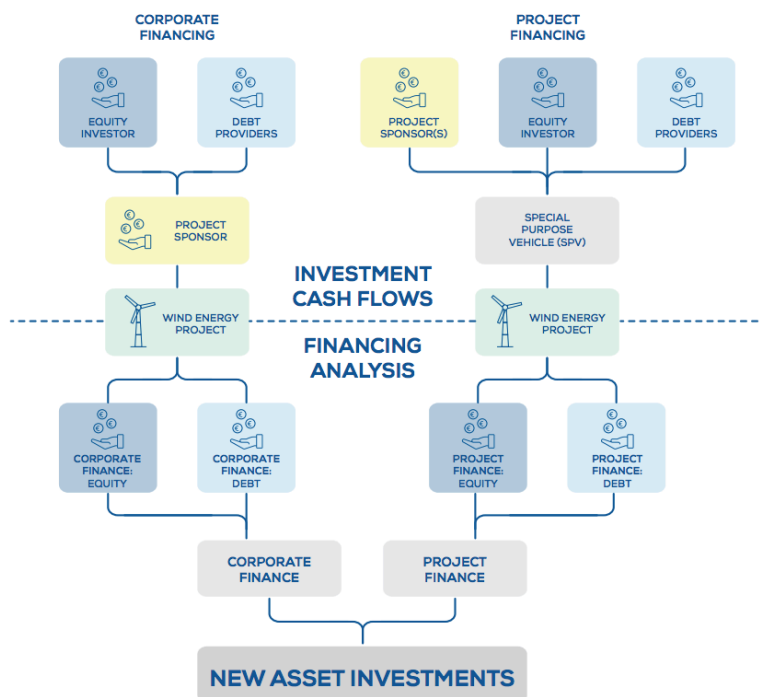 CORPORATE
FINANCING
PROJECT
FINANCING
EQUITY
INVESTOR
DEBT
PROVIDERS
PROJECT
SPONSOR(S)
EQUITY
INVESTOR
DEBT
PROVIDERS
PROJECT
SPONSOR
SPECIAL
PURPOSE
VEHICLE (SPV)
INVESTMENT
CASH FLOWS
WIND ENERGY
PROJECT
WIND ENERGY
PROJECT
FINANCING
ANALYSIS
CORPORATE
FINANCE:
EQUITY
CORPORATE
FINANCE:
DEBT
PROJECT
FINANCE:
EQUITY
PROJECT
FINANCE:
DEBT
CORPORATE
FINANCE
PROJECT
FINANCE
NEW ASSET INVESTMENTS